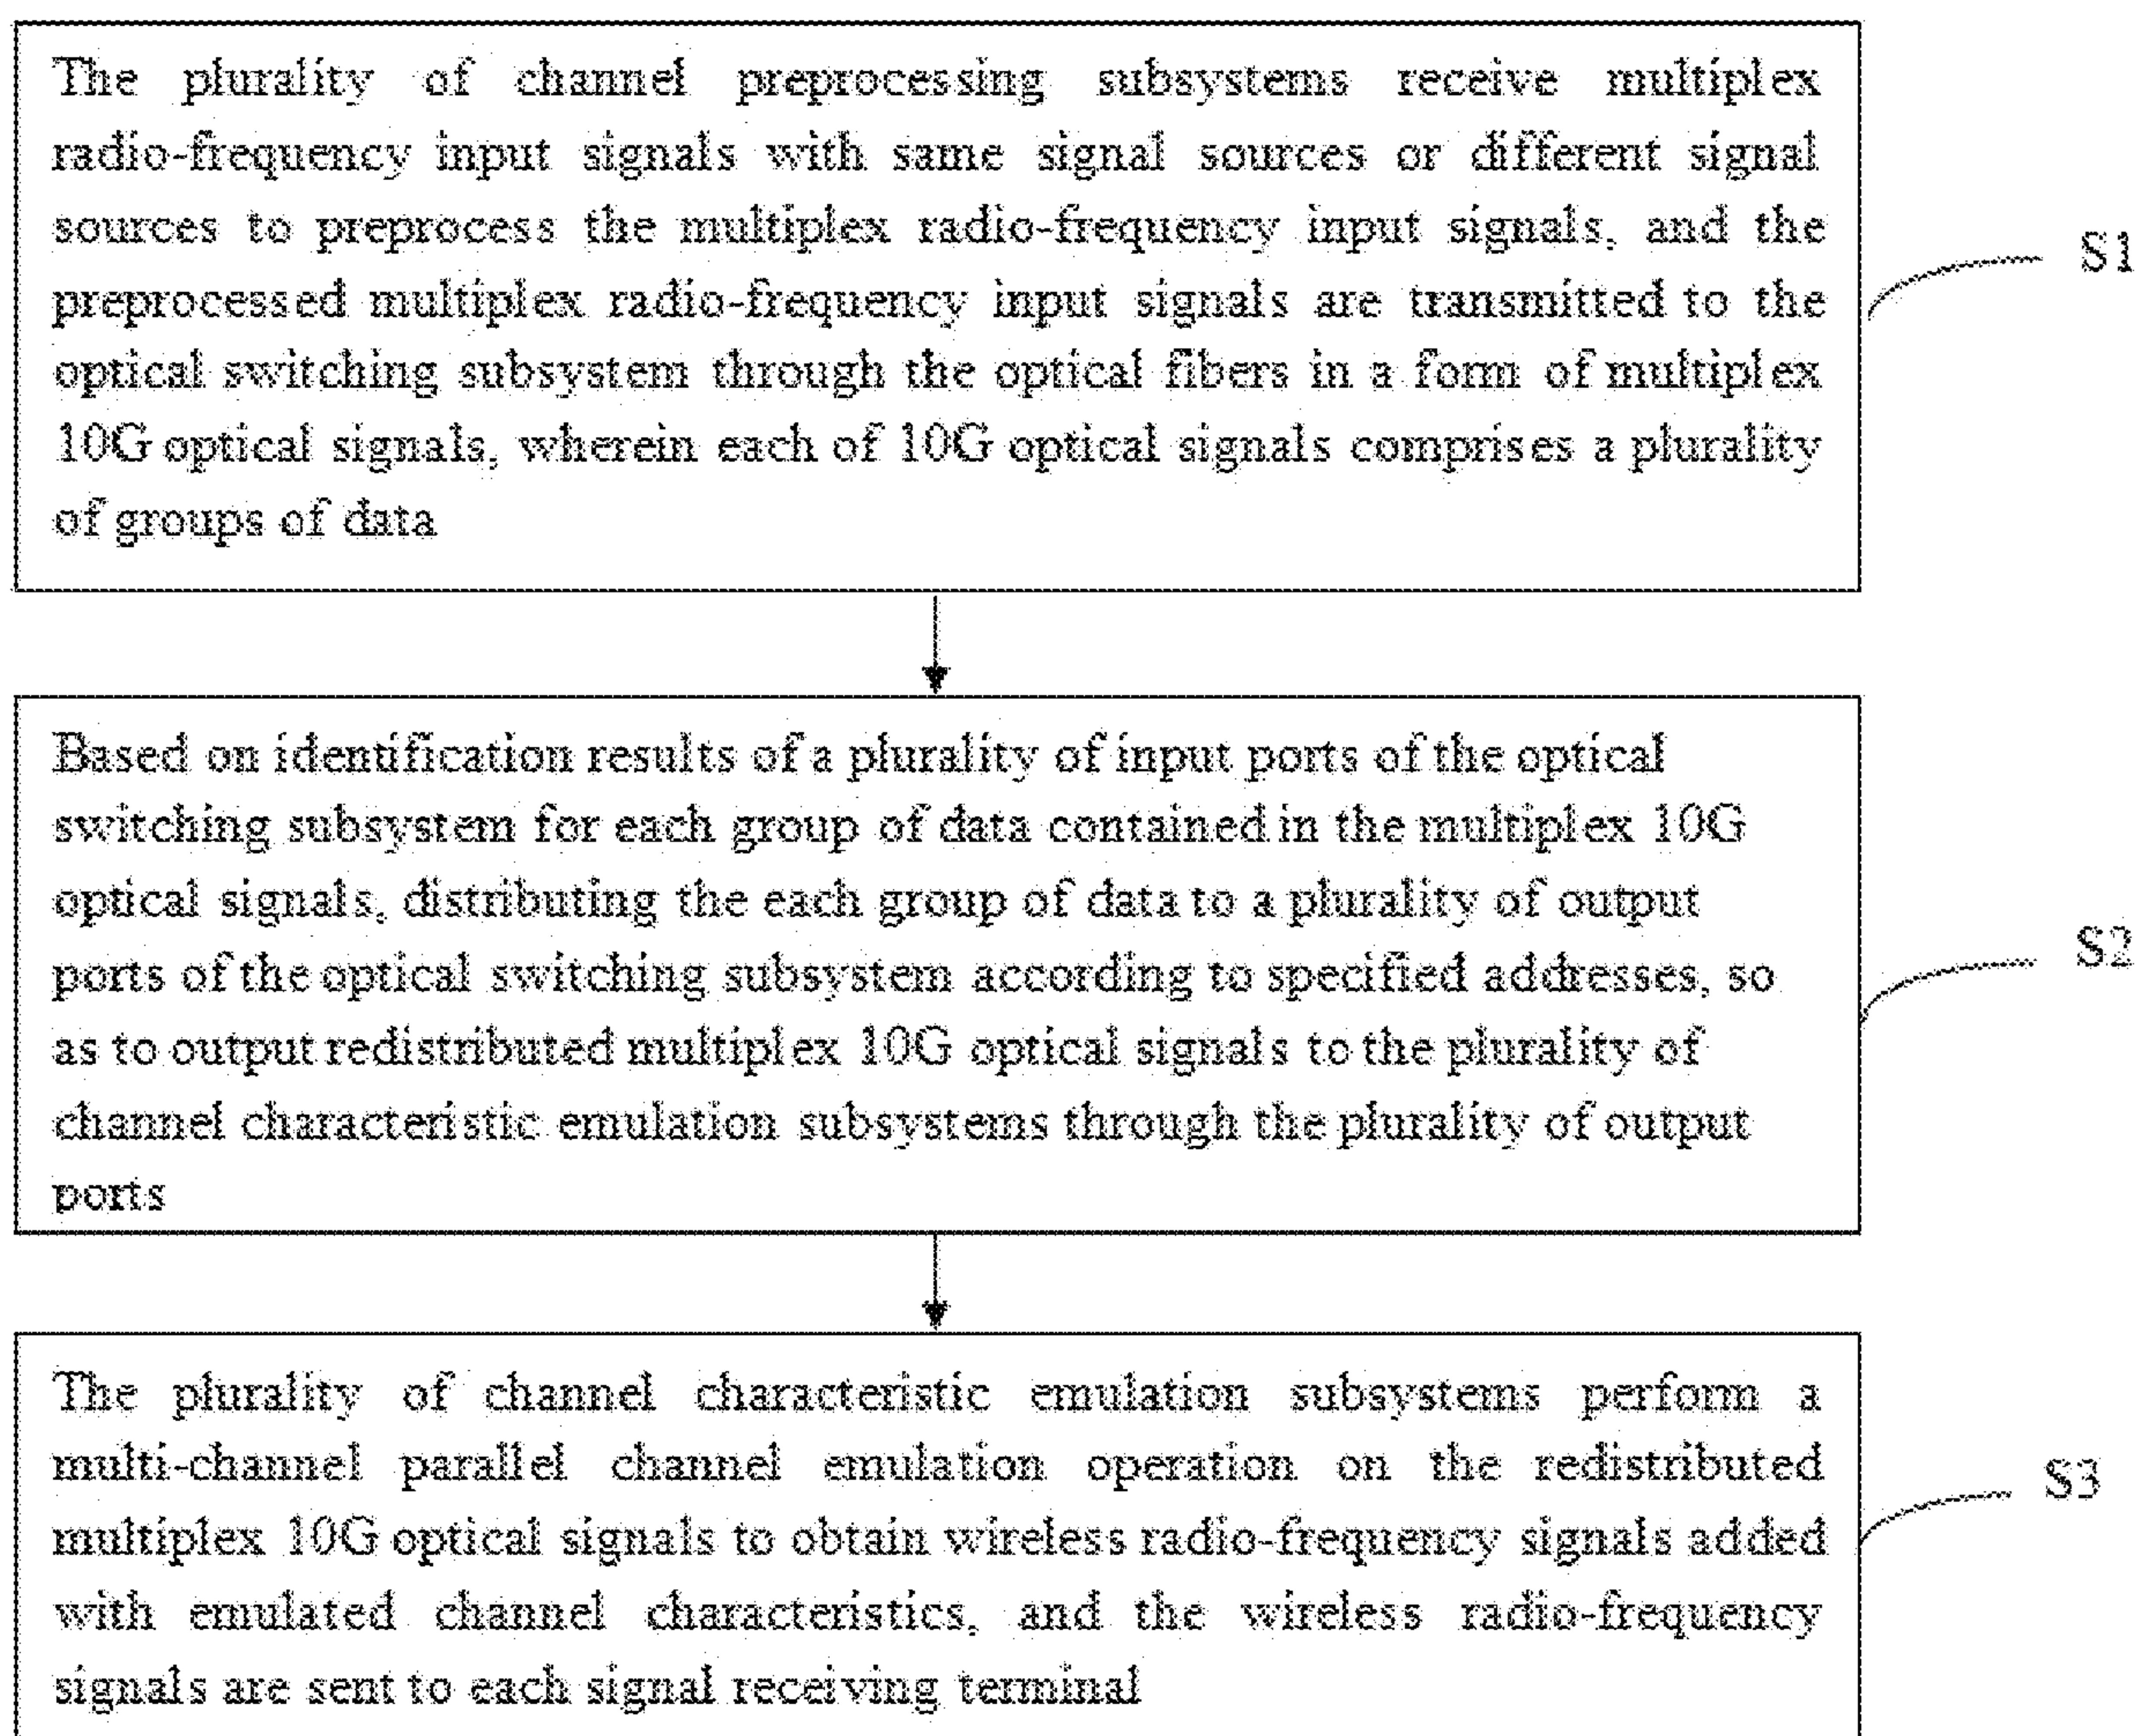 The plurality of channel preprocessing subsystems receive multiplex
radio-frequency input signals with same signal sources or different signal
sources to preprocess the multiplex radio-frequency input signals, and the
preprocessed multiplex radio-frequency input signals are transmitted to the
optical switching subsystem through the optical fibers in a form of multiplex
10G optical signals, wherein each of 10G optical signals comprises a plurality
of groups of data
S1
Based on identification results of a plurality of input ports of the optical
switching subsystem for each group of data contained in the multiplex 10G
optical signals, distributing the each group of data to a plurality of output
ports of the optical switching subsystem according to specified addresses, so
as to output redistributed multiplex 10G optical signals to the plurality of
channel characteristic emulation subsystems through the plurality of output
ports
S2
The plurality of channel characteristic emulation subsystems perform a
multi-channel parallel channel emulation operation on the redistributed
multiplex 10G optical signals to obtain wireless radio-frequency signals added
with emulated channel characteristics, and the wireless radio-frequency
signals are sent to each signal receiving terminal
S3